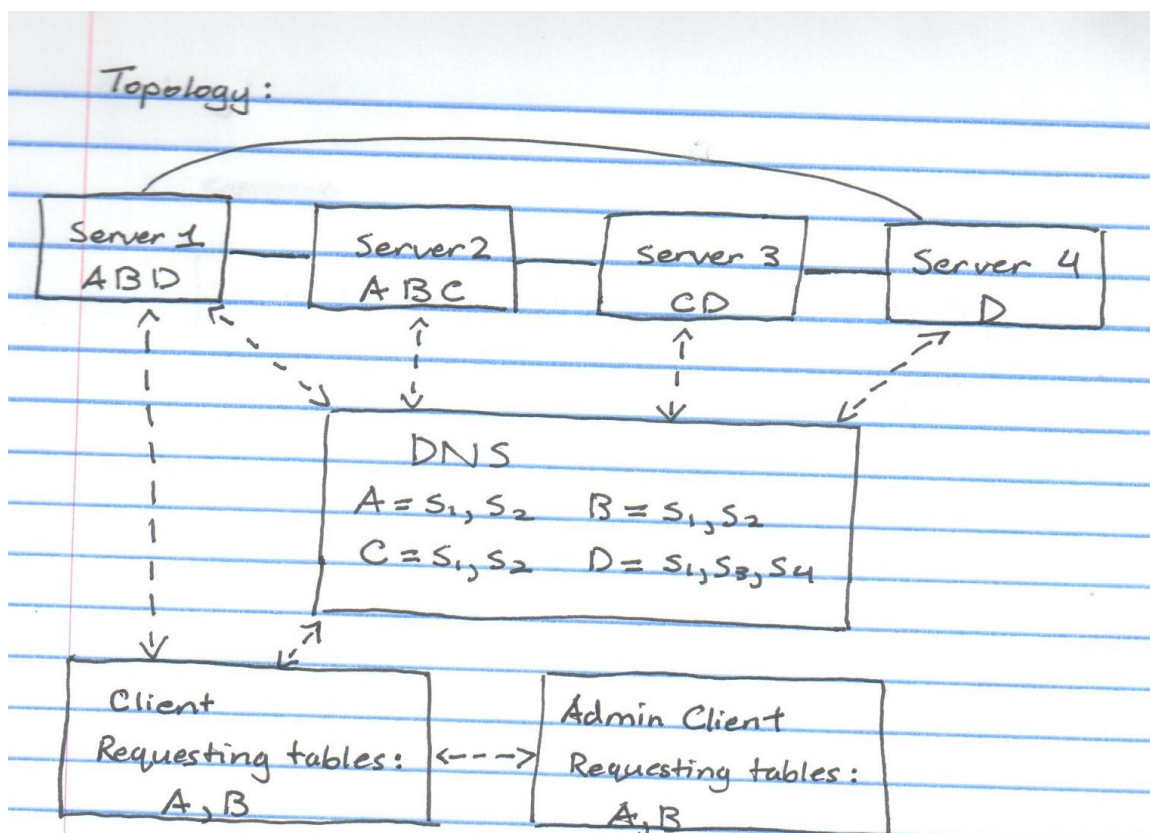 Topology:
Server 1
ABD
Server 2
ABC
Server 3
CD
Server 4
D
DNS
A = S₁, S₂ B = S₁, S₂
C = S₁, S₂ D = S₁, S₃, S₄
Client
Requesting tables:
A, B
Admin Client
Requesting tables:
A, B